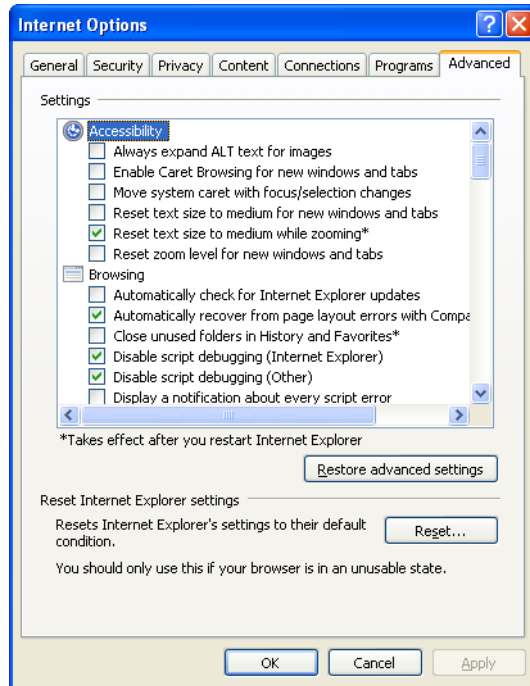 Internet Options
General Security Privacy Content Connections Programs Advanced
Settings
Accessibility
Always expand ALT text for images
Enable Caret Browsing for new windows and tabs
Move system caret with focus/selection changes
Reset text size to medium for new windows and tabs
Reset text size to medium while zooming*
Reset zoom level for new windows and tabs
Browsing
Automatically check for Internet Explorer updates
Automatically recover from page layout errors with Compa
Close unused folders in History and Favorites*
Disable script debugging (Internet Explorer)
Disable script debugging (Other)
Display a notification about every script error
*Takes effect after you restart Internet Explorer
Restore advanced settings
Reset Internet Explorer settings
Resets Internet Explorer's settings to their default
condition.
Reset...
You should only use this if your browser is in an unusable state.
OK Cancel Apply